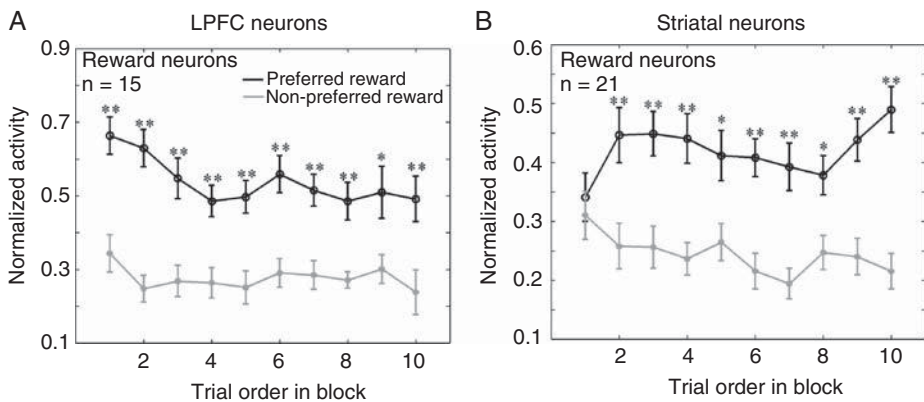 A
LPFC neurons
Normalized activity
0.9
0.7
0.5
0.3
0.1
Reward neurons
n = 15
Preferred reward
Non-preferred reward
** ** ** ** ** ** ** ** * **
2 4 6 8 10
Trial order in block
B
Striatal neurons
Normalized activity
0.6
0.5
0.4
0.3
0.2
0.1
Reward neurons
n = 21
** ** ** * ** ** * ** **
2 4 6 8 10
Trial order in block